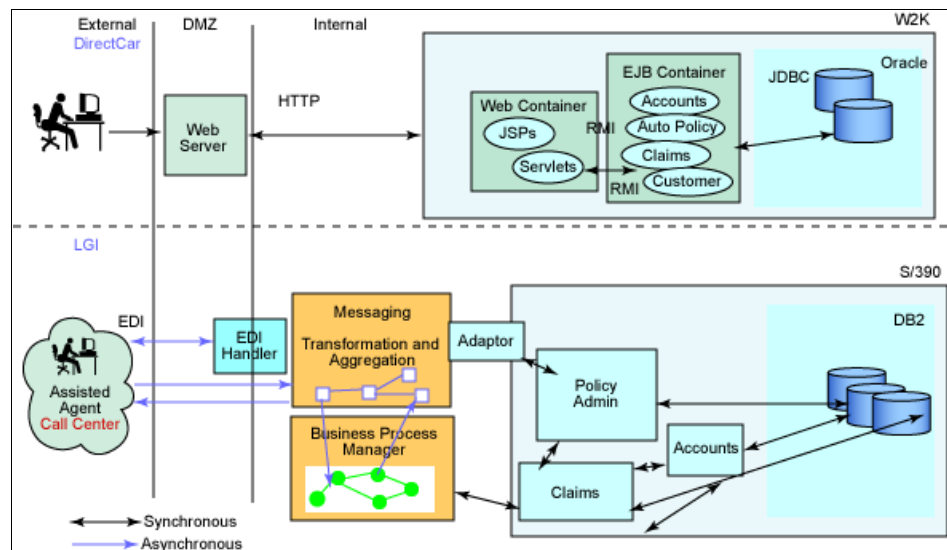 External
DMZ
Internal
W2K
DirectCar
Oracle
EJB Container
JDBC
HTTP
Web Container
Accounts
Web
Server
JSPs
RMI
Auto Policy
Servlets
Claims
RMI
Customer
LGI
S/390
Messaging
DB2
EDI
EDI
Handler
Transformation and
Aggregation
Adaptor
Assisted
Agent
Call Center
Policy
Admin
Business Process
Manager
Accounts
Claims
Synchronous
Asynchronous